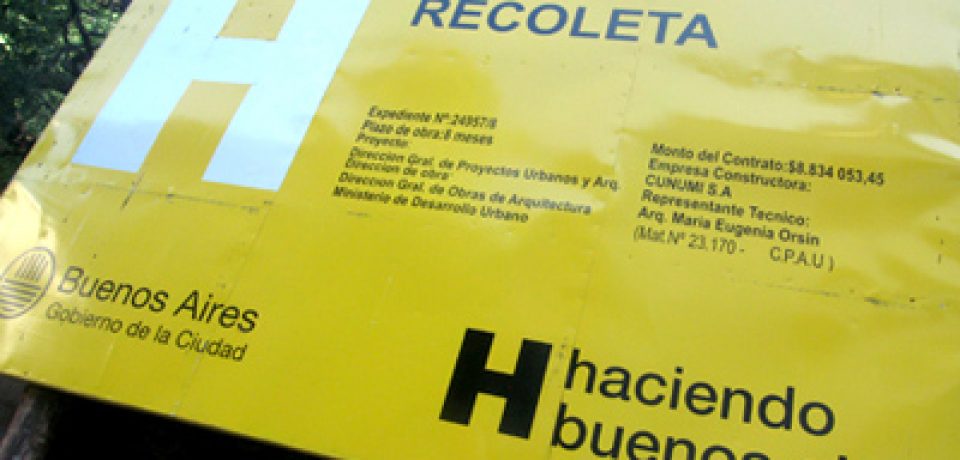 H
RECOLETA
Expediente Nº:24957/8
Plazo de obra:8 meses
Proyecto:
Direccion Gral. de Proyectos Urbanos y Arq.
Direccion de obra
Direccion Gral. de Obras de Arquitectura
Ministerio de Desarrollo Urbano
Monto del Contrato:$8.834 053,45
Empresa Constructora:
CUNUMI S.A
Representante Tecnico:
Arq. Maria Eugenia Orsin
(Mat.Nº 23.170 - C.P.A.U )
Buenos Aires
Gobierno de la Ciudad
H haciendo
buenos